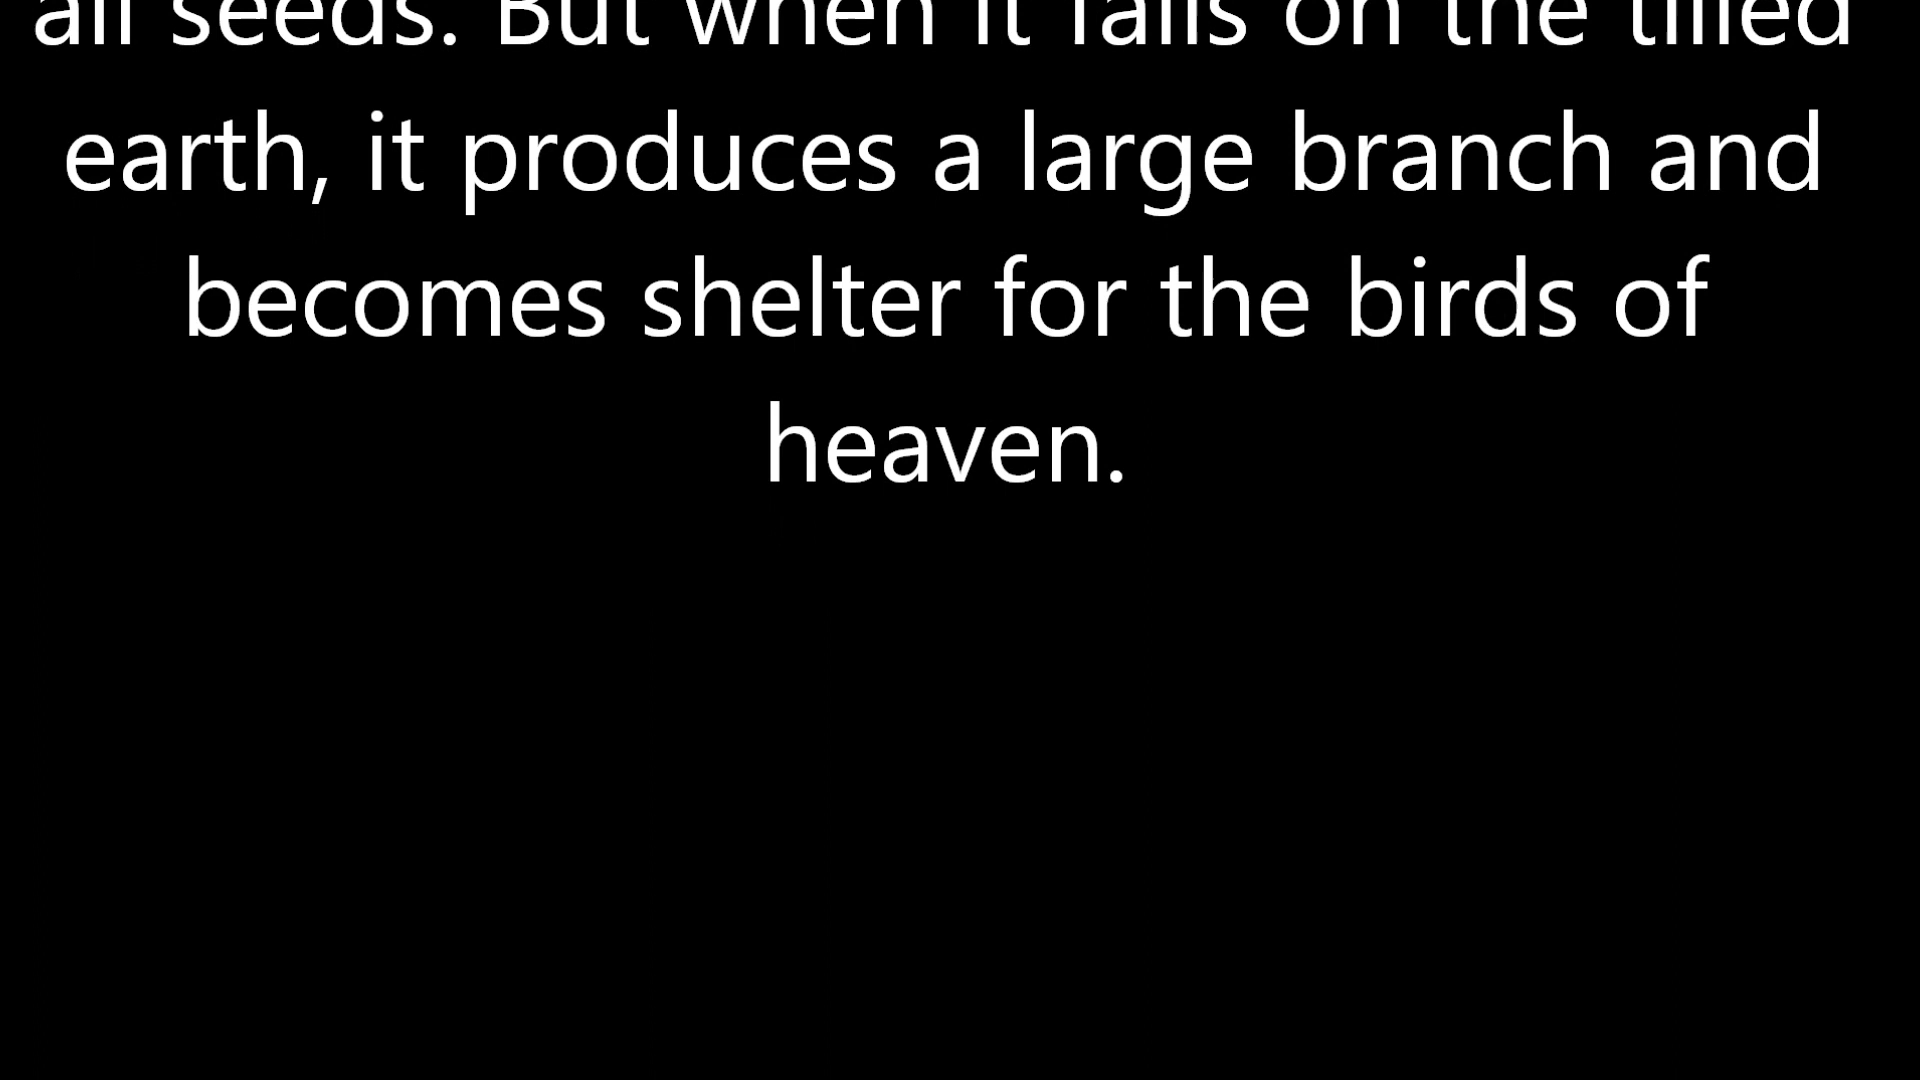 all seeds. But when it falls on the tilled
earth, it produces a large branch and
becomes shelter for the birds of
heaven.